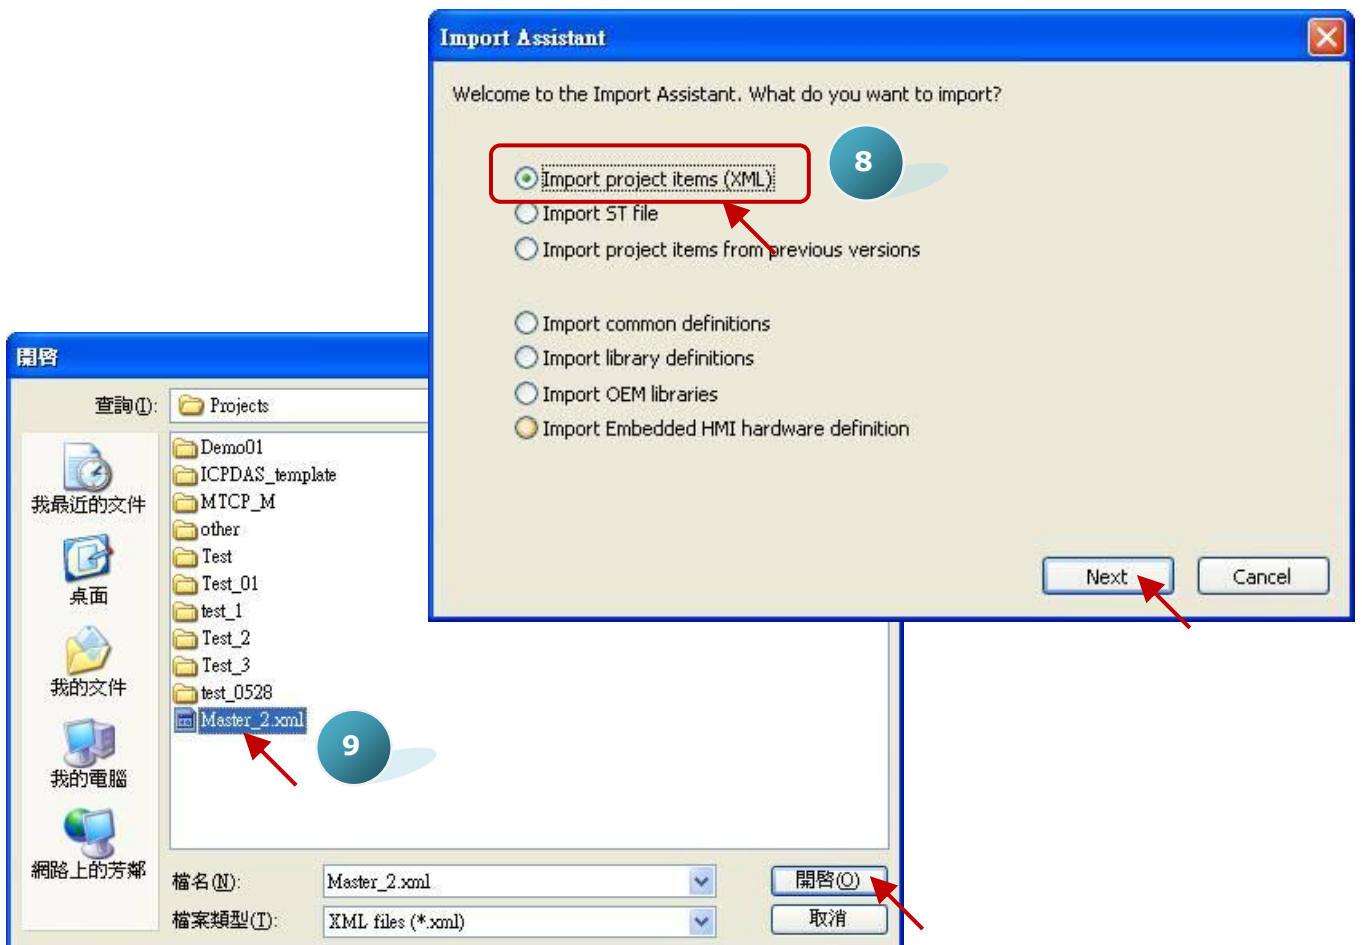 Import Assistant
Welcome to the Import Assistant. What do you want to import?
Import project items (XML)
8
Import ST file
Import project items from previous versions
Import common definitions
Import library definitions
Import OEM libraries
Import Embedded HMI hardware definition
Next
Cancel
開啓
查詢(I):
Projects
我最近的文件
桌面
我的文件
我的電腦
網路上的芳鄰
Demo01
ICPDAS_template
MTCP_M
other
Test
Test_01
test_1
Test_2
Test_3
test_0528
Master_2.xml
9
檔名(N):
Master_2.xml
開啓(O)
檔案類型(T):
XML files (*.xml)
取消